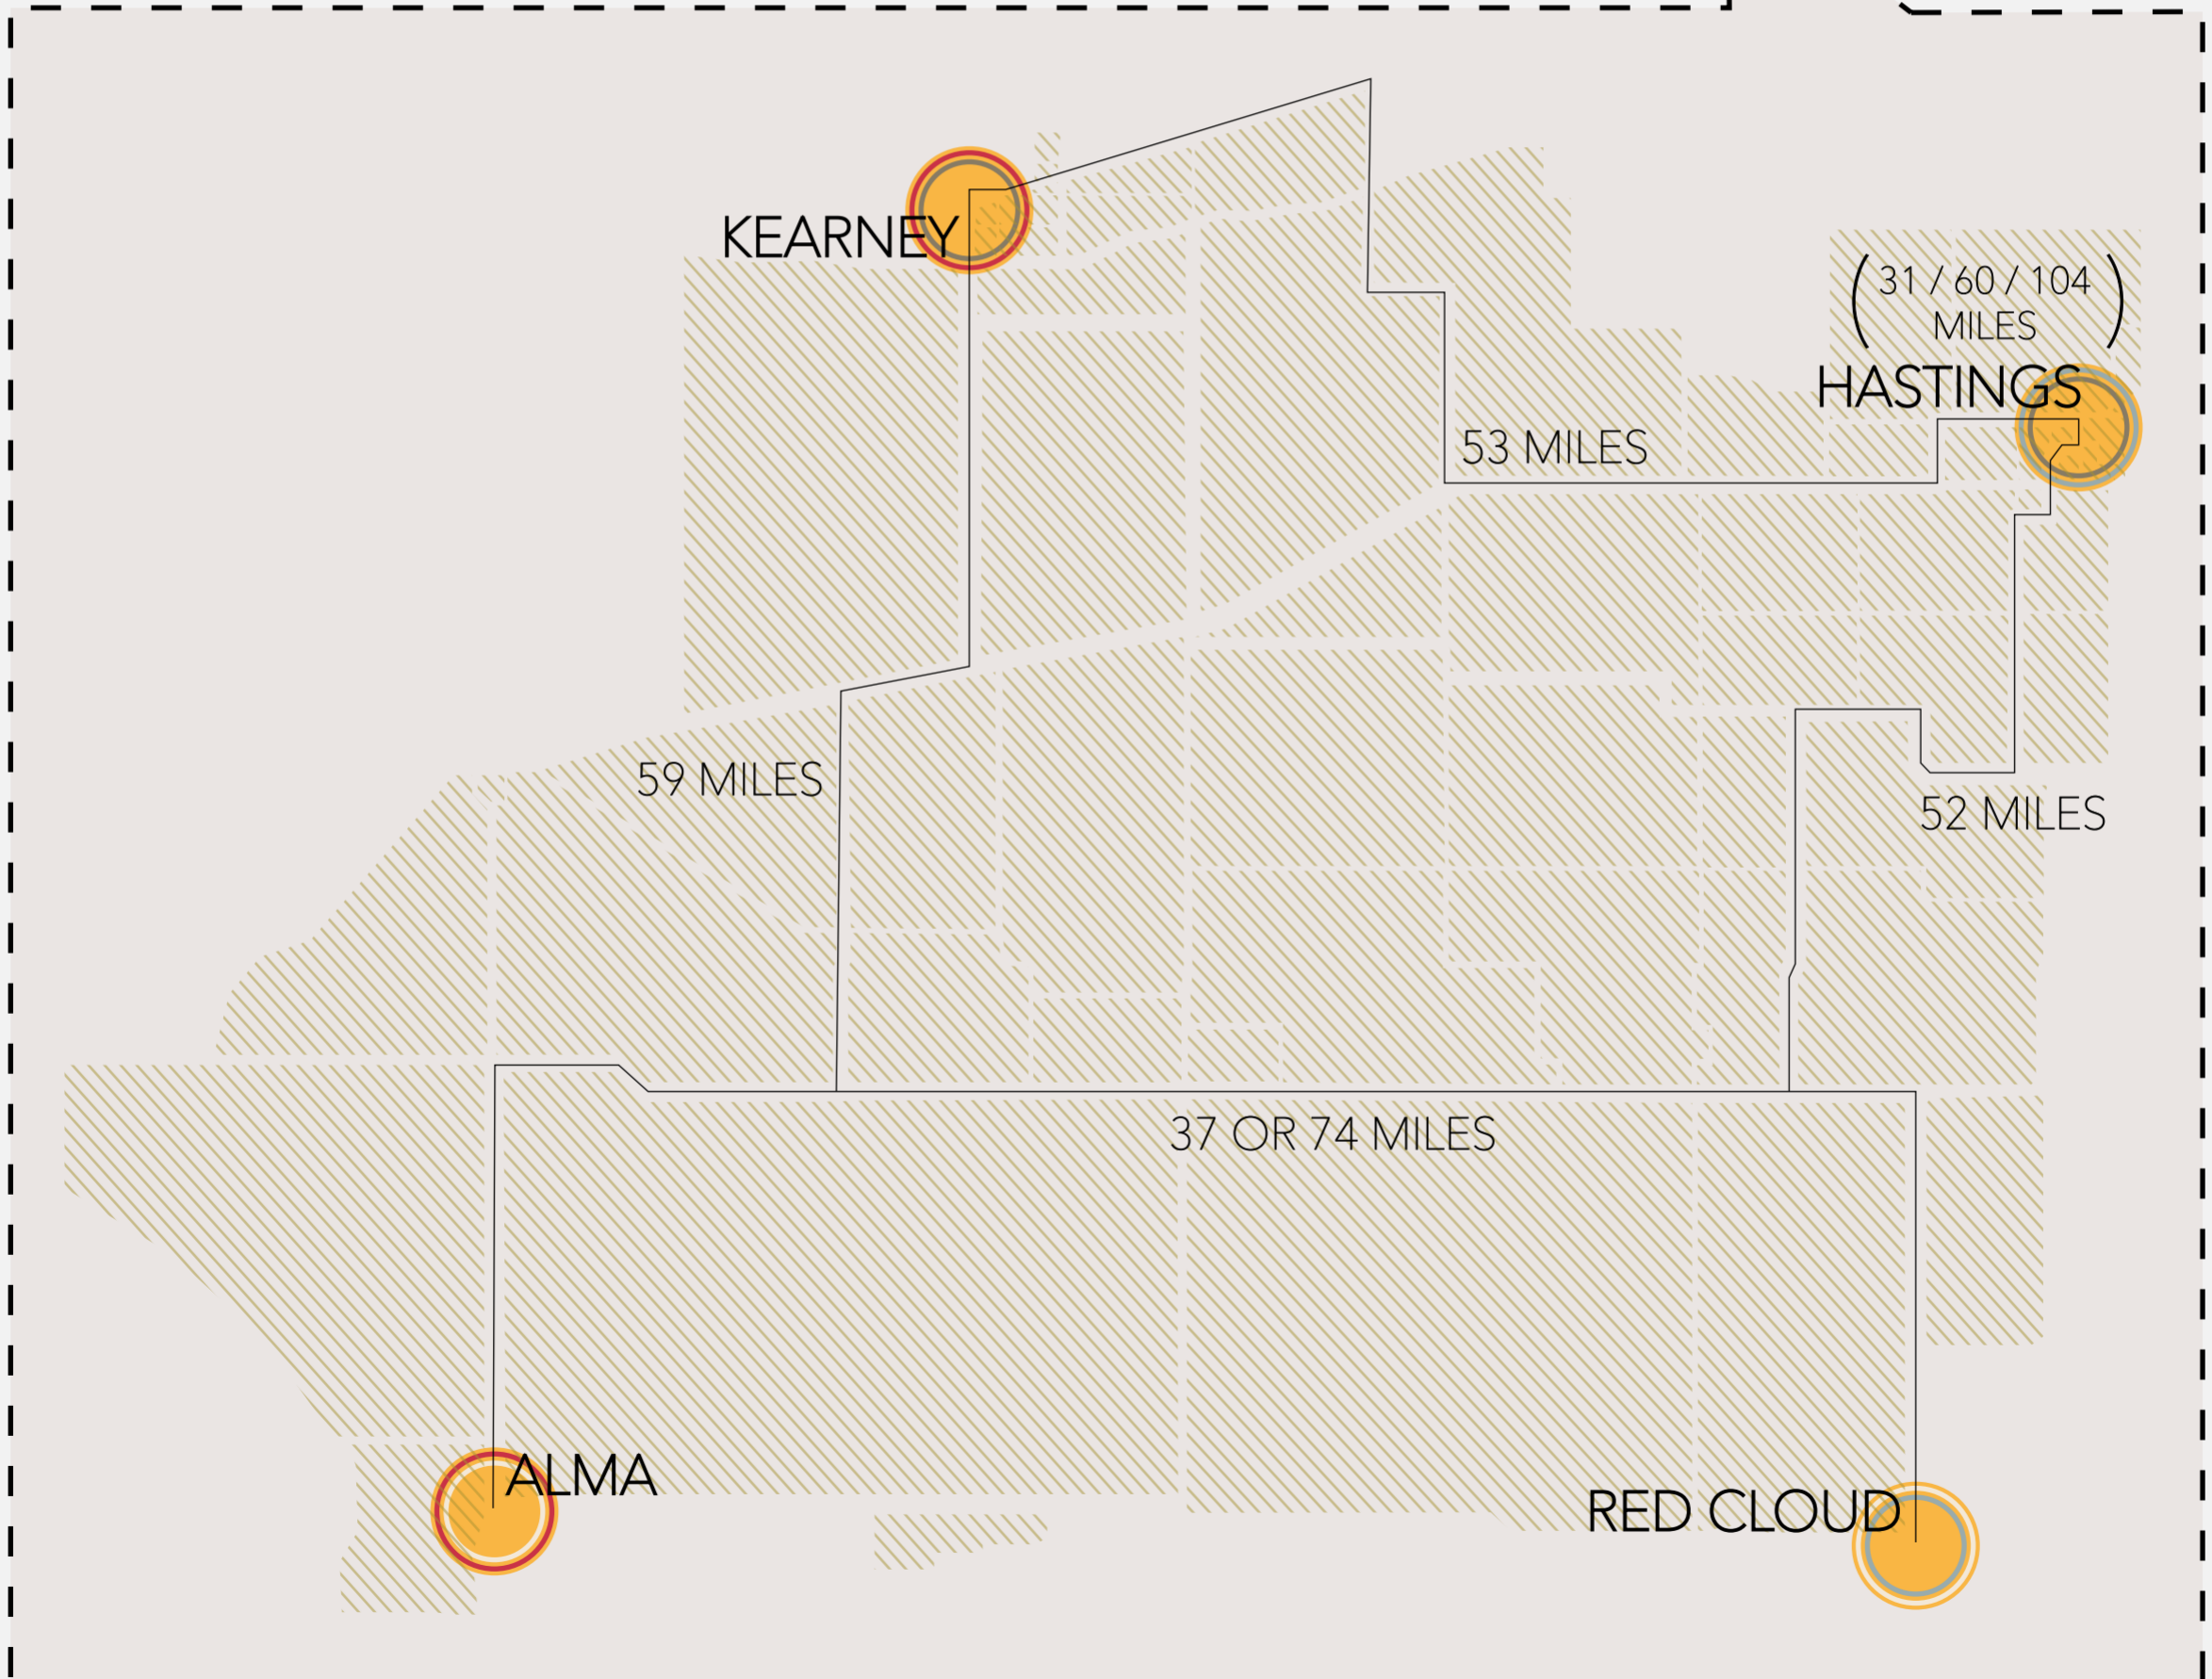 KEARNEY
31 / 60 / 104
MILES
HASTINGS
53 MILES
59 MILES
52 MILES
37 OR 74 MILES
ALMA
RED CLOUD